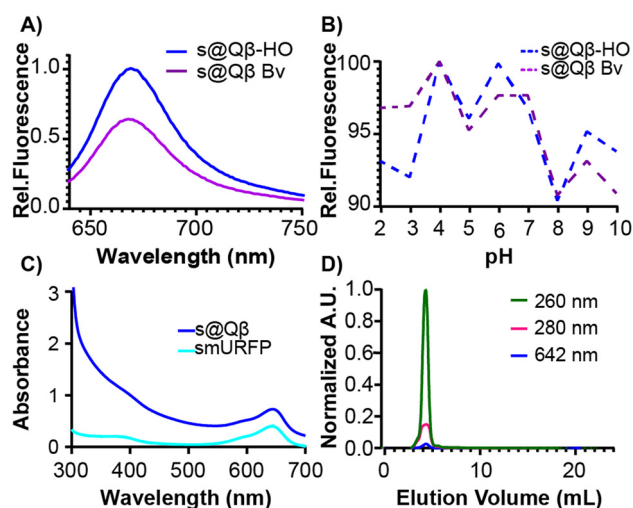 A)
s@Qβ-HO
s@Qβ Bv
Rel.Fluorescence
1.0
0.5
0.0
650
700
750
Wavelength (nm)
B)
s@Qβ-HO
s@Qβ Bv
Rel.Fluorescence
100
95
90
2 3 4 5 6 7 8 9 10
pH
C)
s@Qβ
smURFP
Absorbance
3
2
1
0
300 400 500 600 700
Wavelength (nm)
D)
260 nm
280 nm
642 nm
Normalized A.U.
1.0
0.8
0.6
0.4
0.2
0.0
0 10 20
Elution Volume (mL)